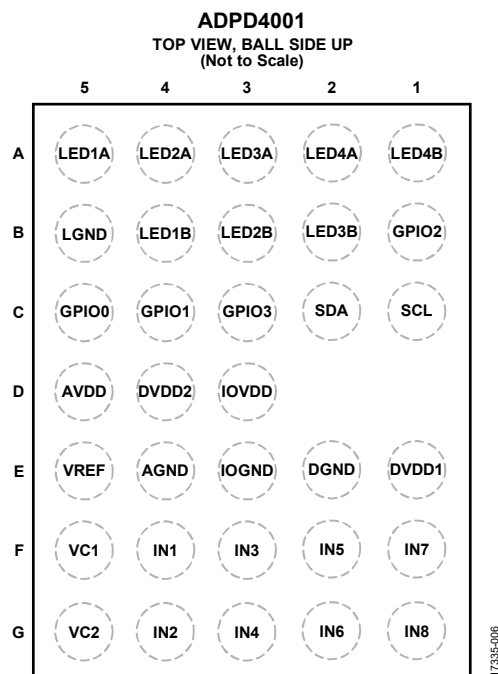 ADPD4001
TOP VIEW, BALL SIDE UP
(Not to Scale)
5 4 3 2 1
A LED1A LED2A LED3A LED4A LED4B
B LGND LED1B LED2B LED3B GPIO2
C GPIO0 GPIO1 GPIO3 SDA SCL
D AVDD DVDD2 IOVDD
E VREF AGND IOGND DGND DVDD1
F VC1 IN1 IN3 IN5 IN7
G VC2 IN2 IN4 IN6 IN8
17335-006